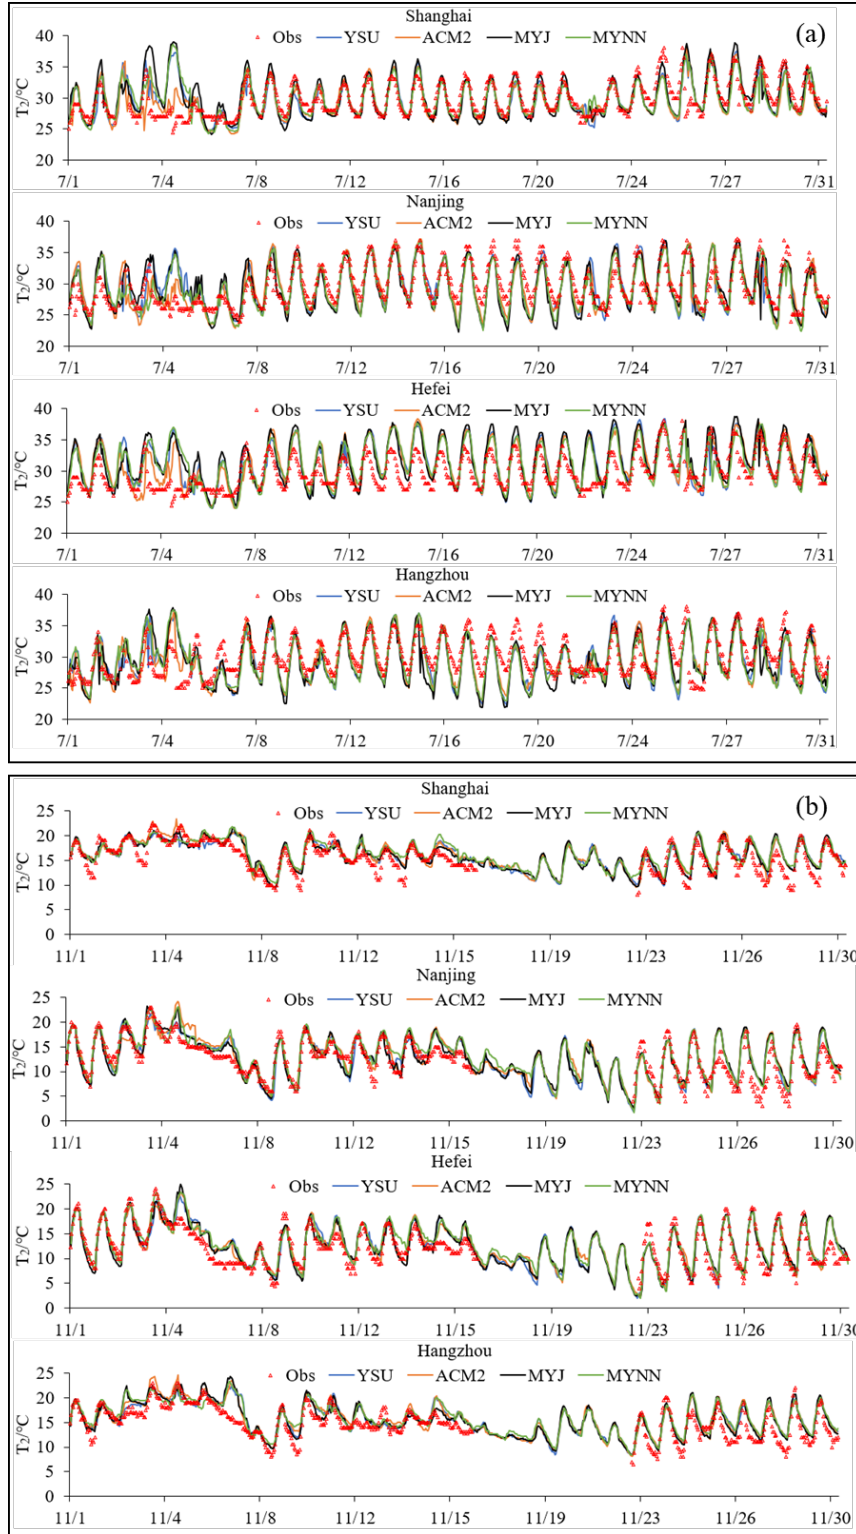 Shanghai
(a)
Obs YSU ACM2 MYJ MYNN
T₂/°C
40
35
30
25
20
7/1 7/4 7/8 7/12 7/16 7/20 7/24 7/27 7/31
Nanjing
Obs YSU ACM2 MYJ MYNN
T₂/°C
40
35
30
25
20
7/1 7/4 7/8 7/12 7/16 7/20 7/24 7/27 7/31
Hefei
Obs YSU ACM2 MYJ MYNN
T₂/°C
40
35
30
25
20
7/1 7/4 7/8 7/12 7/16 7/20 7/24 7/27 7/31
Hangzhou
Obs YSU ACM2 MYJ MYNN
T₂/°C
40
35
30
25
20
7/1 7/4 7/8 7/12 7/16 7/20 7/24 7/27 7/31
Shanghai
(b)
Obs YSU ACM2 MYJ MYNN
T₂/°C
25
20
15
10
5
0
11/1 11/4 11/8 11/12 11/15 11/19 11/23 11/26 11/30
Nanjing
Obs YSU ACM2 MYJ MYNN
T₂/°C
25
20
15
10
5
0
11/1 11/4 11/8 11/12 11/15 11/19 11/23 11/26 11/30
Hefei
Obs YSU ACM2 MYJ MYNN
T₂/°C
25
20
15
10
5
0
11/1 11/4 11/8 11/12 11/15 11/19 11/23 11/26 11/30
Hangzhou
Obs YSU ACM2 MYJ MYNN
T₂/°C
25
20
15
10
5
0
11/1 11/4 11/8 11/12 11/15 11/19 11/23 11/26 11/30